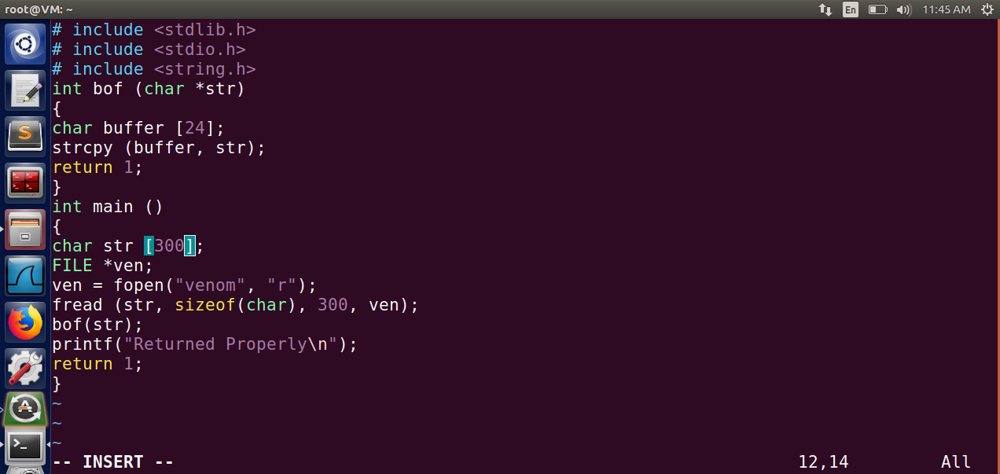 root@VM: ~
En
11:45 AM
# include <stdlib.h>
# include <stdio.h>
# include <string.h>
int bof (char *str)
{
char buffer [24];
strcpy (buffer, str);
return 1;
}
int main ()
{
char str [300];
FILE *ven;
ven = fopen("venom", "r");
fread (str, sizeof(char), 300, ven);
bof(str);
printf("Returned Properly\n");
return 1;
}
~
~
~
-- INSERT -- 12,14 All